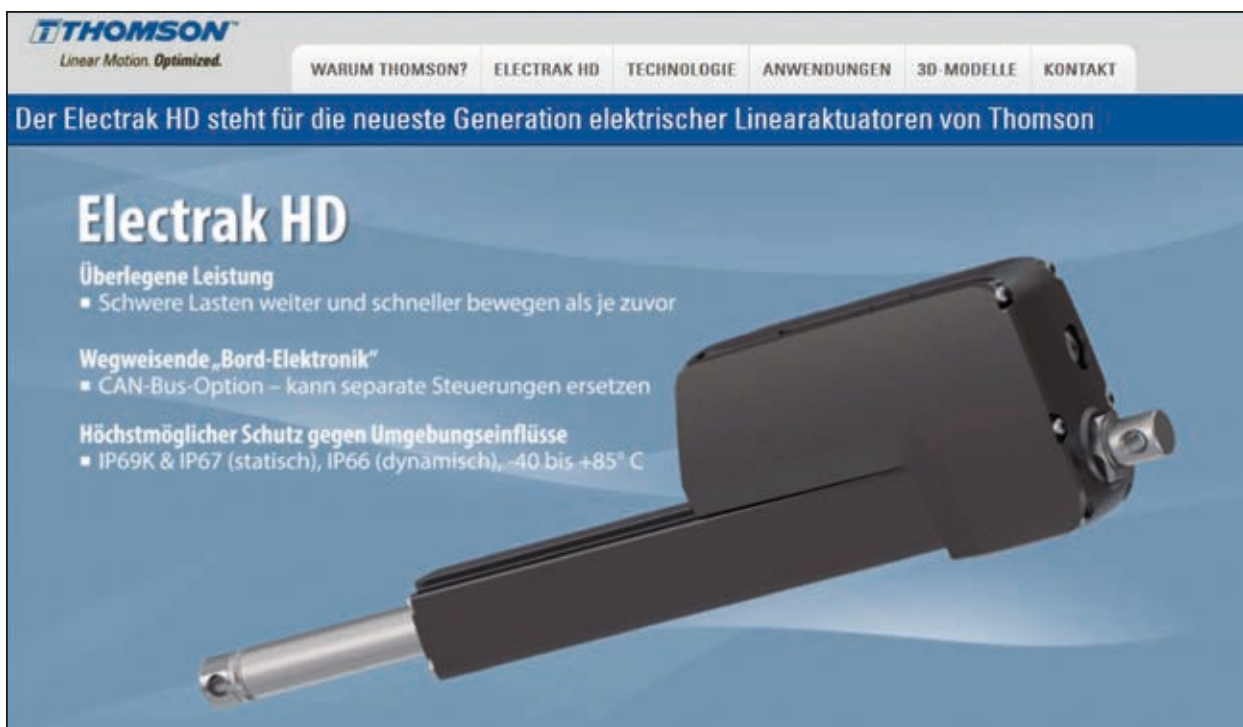 THOMSON™
Linear Motion. Optimized.
WARUM THOMSON? ELECTRAK HD TECHNOLOGIE ANWENDUNGEN 3D-MODELLE KONTAKT
Der Electrak HD steht für die neueste Generation elektrischer Linearaktuatoren von Thomson
Electrak HD
Überlegene Leistung
▪ Schwere Lasten weiter und schneller bewegen als je zuvor
Wegweisende „Bord-Elektronik“
▪ CAN-Bus-Option – kann separate Steuerungen ersetzen
Höchstmöglicher Schutz gegen Umgebungseinflüsse
▪ IP69K & IP67 (statisch), IP66 (dynamisch), -40 bis +85° C